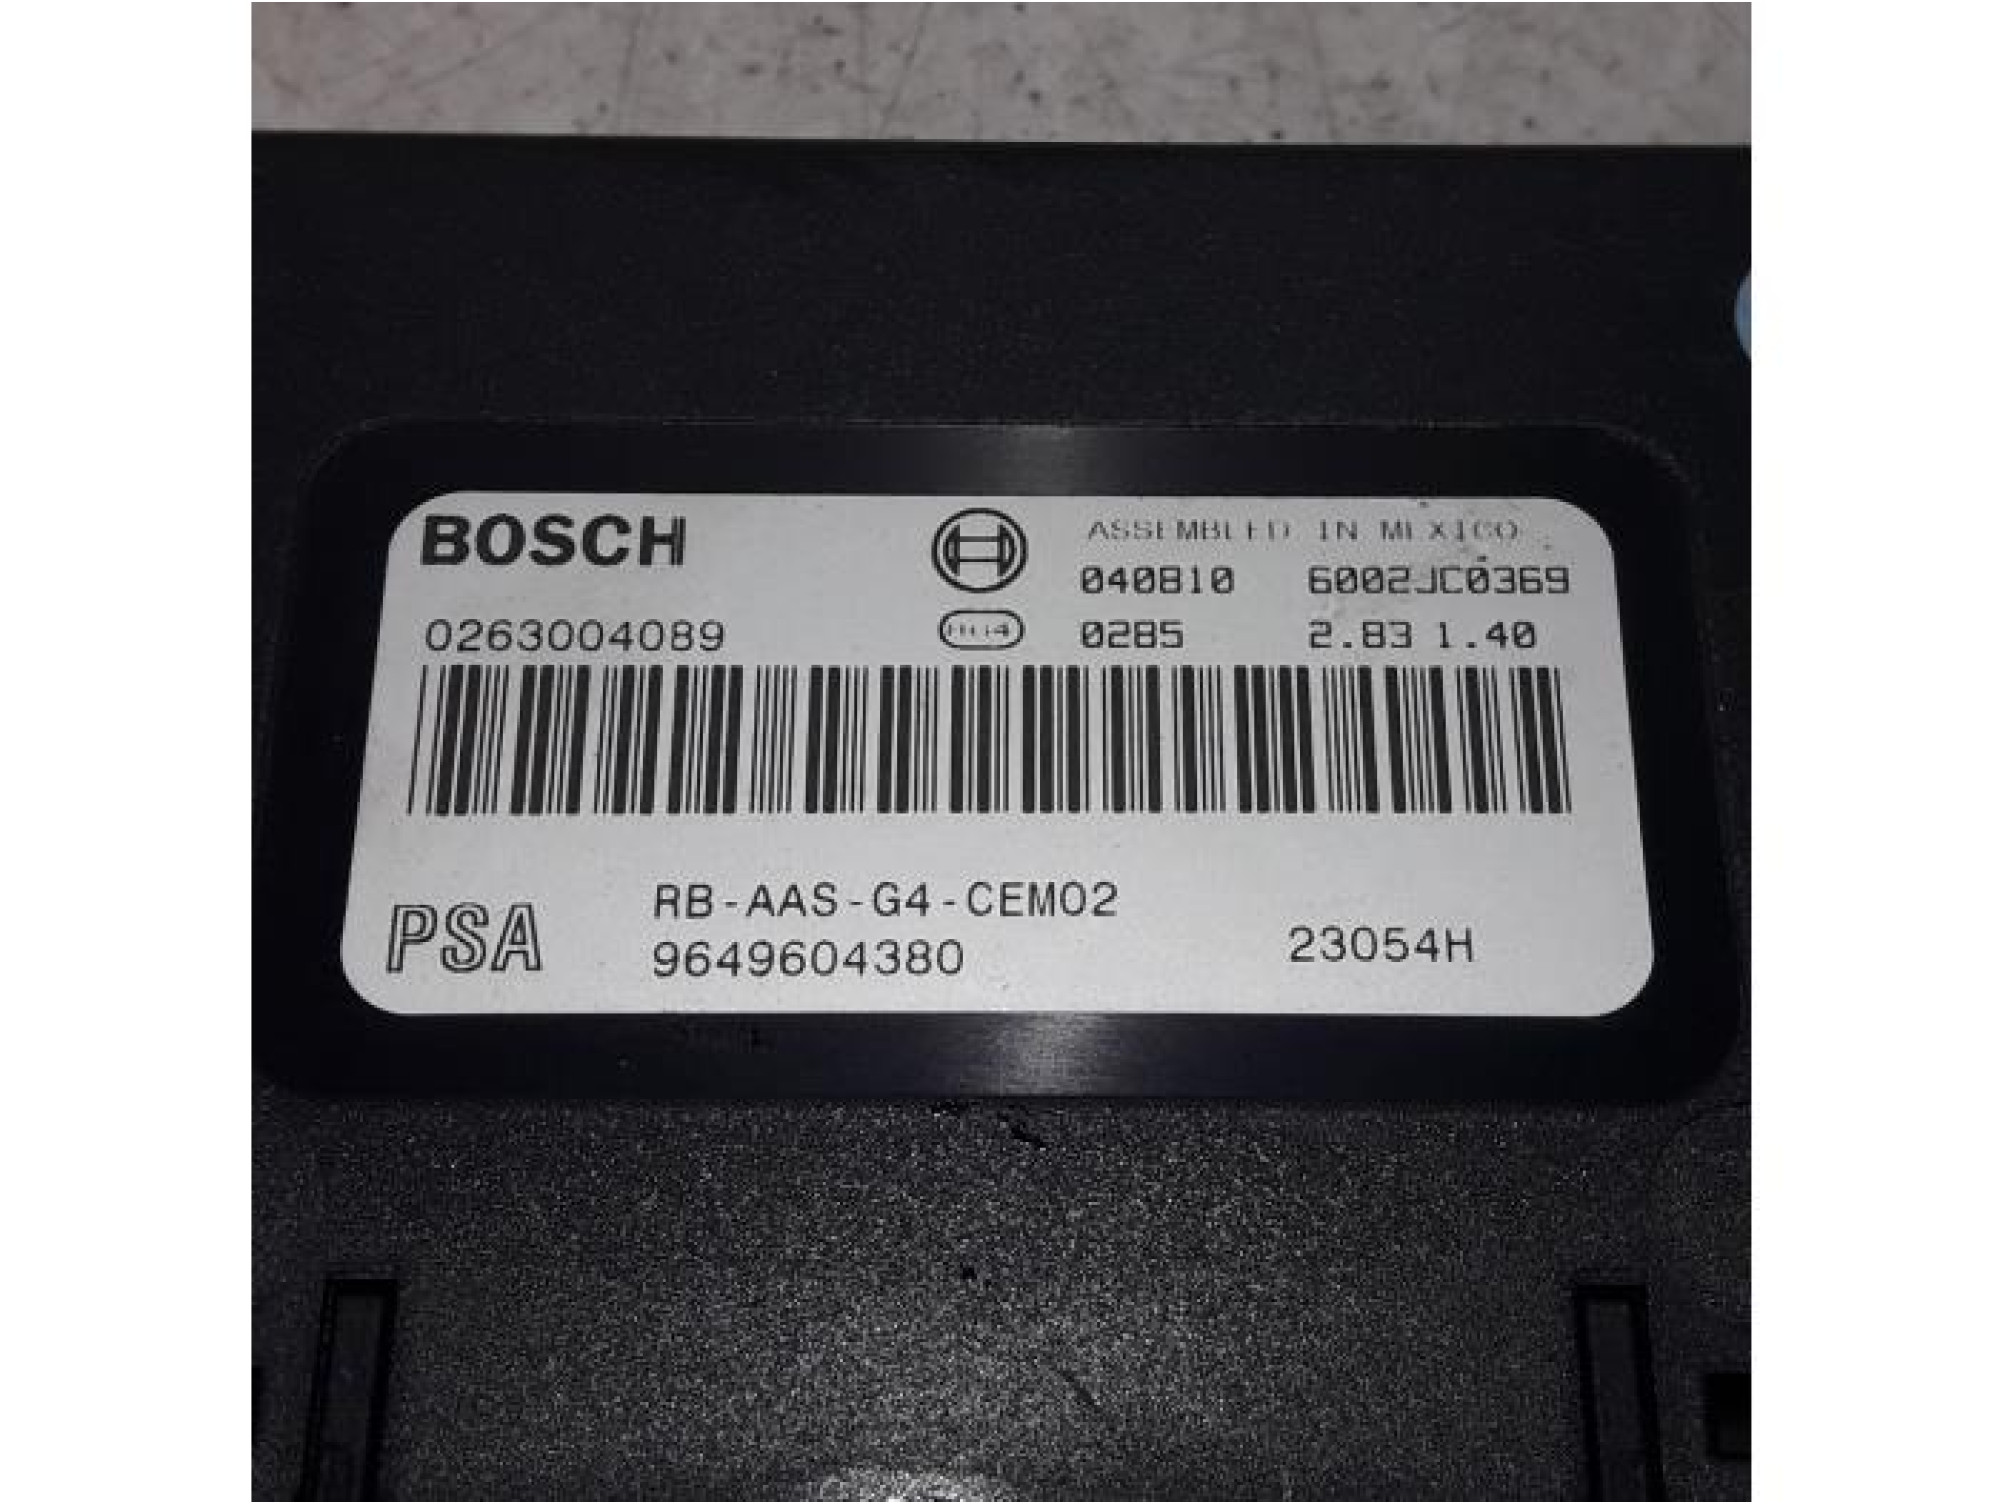 BOSCH
ASSEMBLED IN MEXICO
040810 6002JC0369
0263004089
0285 2.83 1.40
RB-AAS-G4-CEM02
PSA
9649604380
23054H